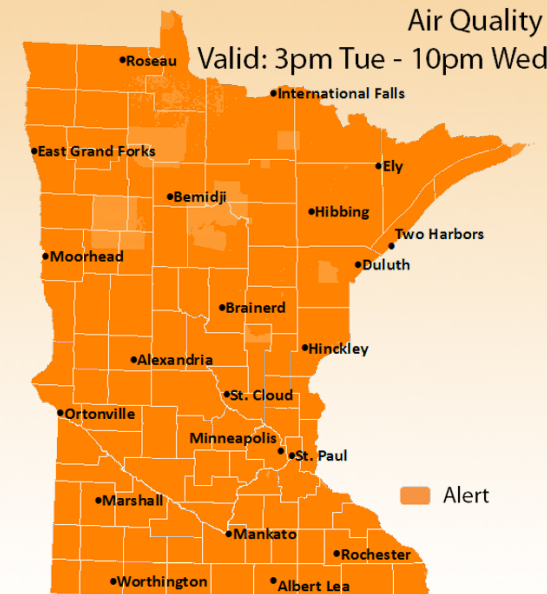 Air Quality
Valid: 3pm Tue - 10pm Wed
Roseau
International Falls
East Grand Forks
Ely
Bemidji
Hibbing
Two Harbors
Moorhead
Duluth
Brainerd
Hinckley
Alexandria
St. Cloud
Ortonville
Minneapolis
St. Paul
Alert
Marshall
Mankato
Rochester
Worthington
Albert Lea